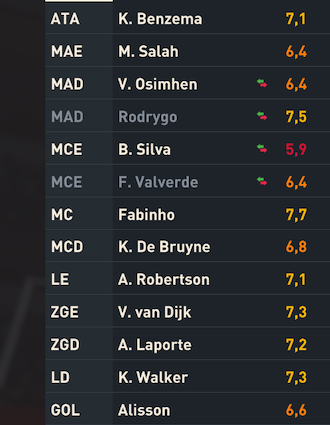 ATA K. Benzema 7,1
MAE M. Salah 6,4
MAD V. Osimhen 6,4
MAD Rodrygo 7,5
MCE B. Silva 5,9
MCE F. Valverde 6,4
MC Fabinho 7,7
MCD K. De Bruyne 6,8
LE A. Robertson 7,1
ZGE V. van Dijk 7,3
ZGD A. Laporte 7,2
LD K. Walker 7,3
GOL Alisson 6,6